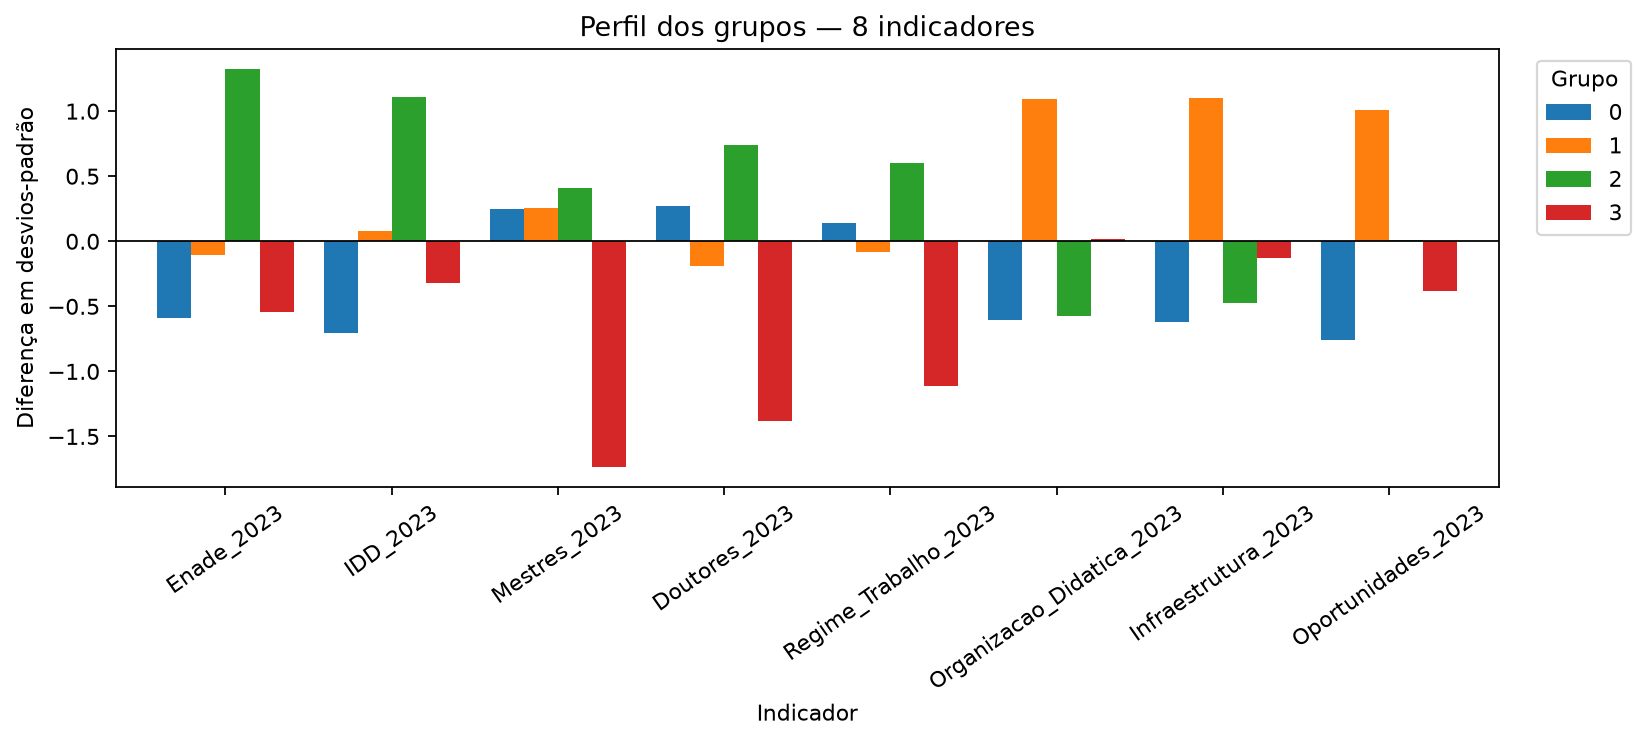 Perfil dos grupos — 8 indicadores
Diferença em desvios-padrão
1.0
0.5
0.0
−0.5
−1.0
−1.5
Enade_2023
IDD_2023
Mestres_2023
Doutores_2023
Regime_Trabalho_2023
Organizacao_Didatica_2023
Infraestrutura_2023
Oportunidades_2023
Indicador
Grupo
0
1
2
3